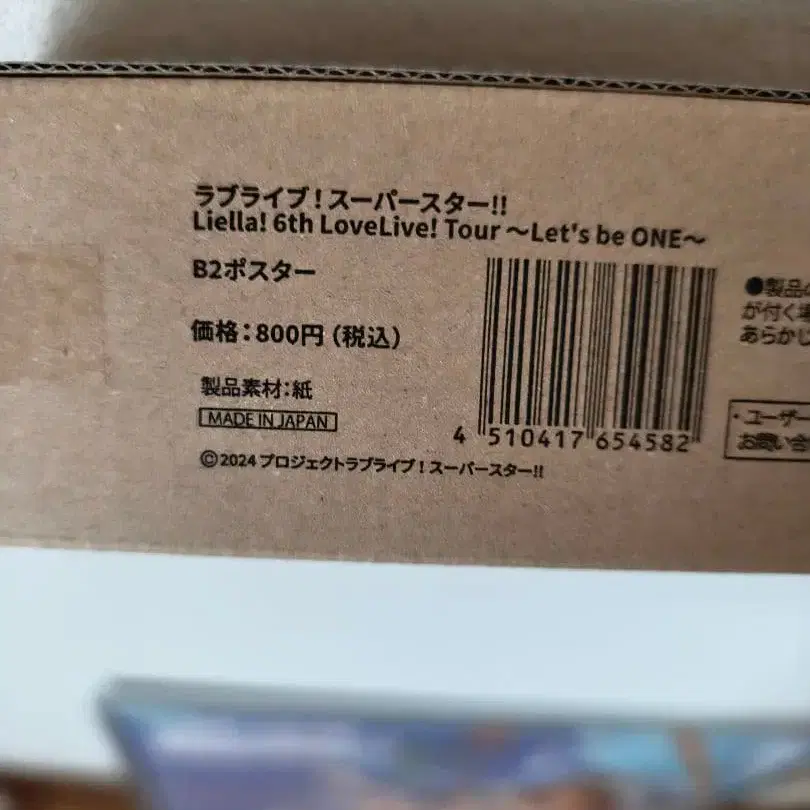 ラブライブ!スーパースター!!
Liella! 6th LoveLive! Tour ～Let's be ONE～
B2ポスター
価格：800円（税込）
製品素材：紙
MADE IN JAPAN
©2024 プロジェクトラブライブ！スーパースター!!
4 510417 654582
●製品の
が付く場
あらかじ
・ユーザー
お問い合